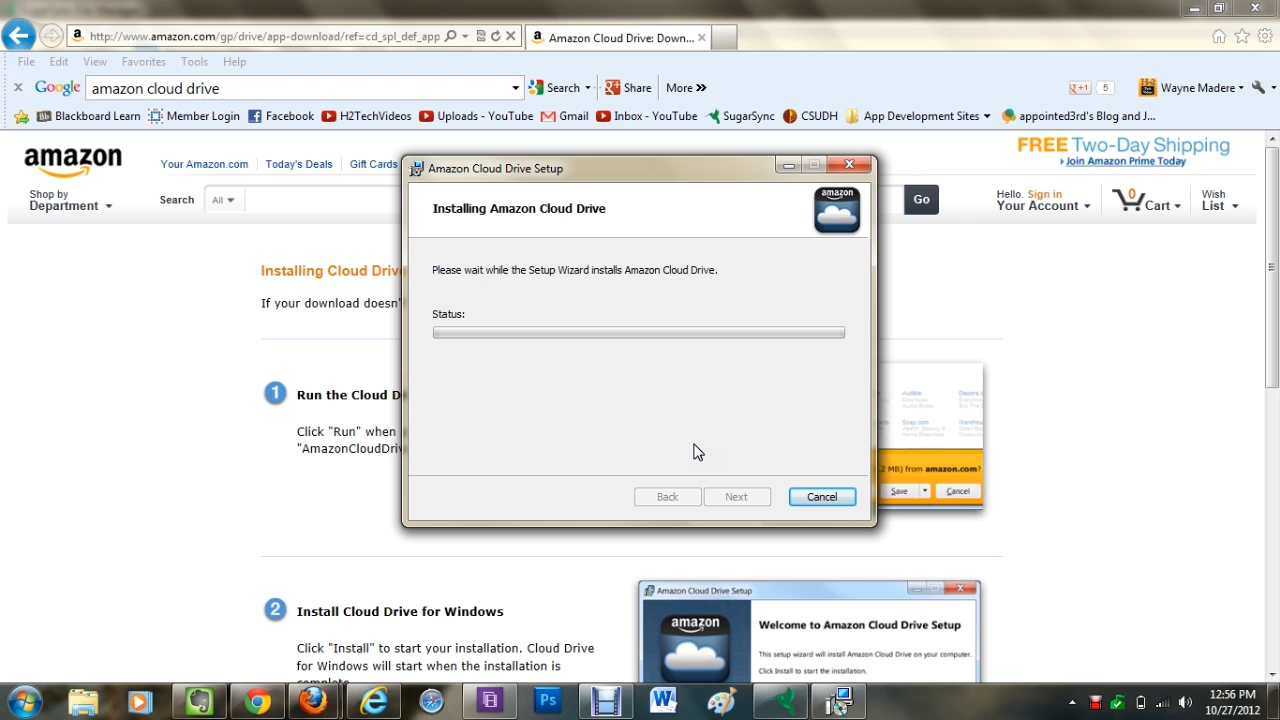 http://www.amazon.com/gp/drive/app-download/ref=cd_spl_def_app
Amazon Cloud Drive: Down...
File Edit View Favorites Tools Help
Google amazon cloud drive Search Share More » +1 5 Wayne Madere
Blackboard Learn Member Login Facebook H2TechVideos Uploads - YouTube Gmail Inbox - YouTube SugarSync CSUDH App Development Sites appointed3rd's Blog and J...
amazon
Your Amazon.com Today's Deals Gift Cards
FREE Two-Day Shipping
Join Amazon Prime Today
Shop by
Department
Search All Go
Hello. Sign in
Your Account
0
Cart
Wish
List
Amazon Cloud Drive Setup
Installing Amazon Cloud Drive
amazon
Please wait while the Setup Wizard installs Amazon Cloud Drive.
Status:
Back Next Cancel
Installing Cloud Driv
If your download doesn'
1 Run the Cloud D
Click "Run" when
"AmazonCloudDriv
Audible
Soap.com
MB) from amazon.com?
Save Cancel
2 Install Cloud Drive for Windows
Click "Install" to start your installation. Cloud Drive
for Windows will start when the installation is
Amazon Cloud Drive Setup
amazon
Welcome to Amazon Cloud Drive Setup
This setup wizard will install Amazon Cloud Drive on your computer.
Click Install to start the installation.
12:56 PM
10/27/2012